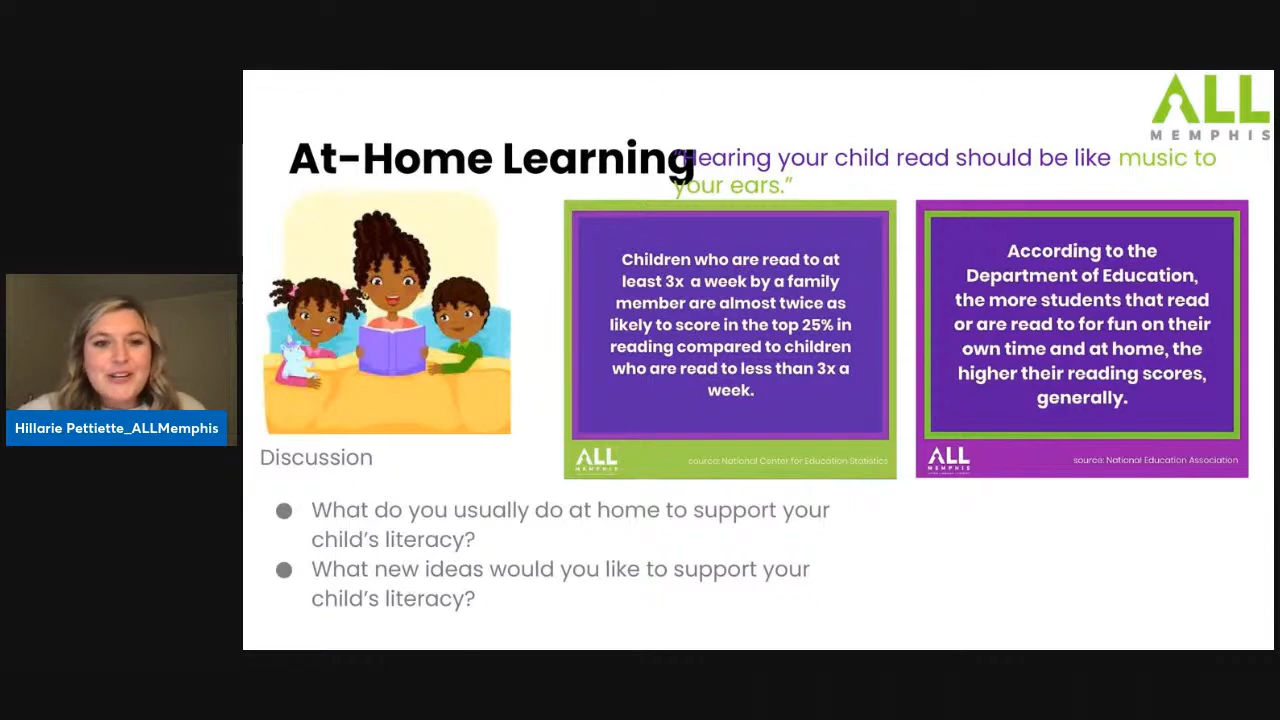 ALL
MEMPHIS
At-Home Learning
“Hearing your child read should be like music to
your ears.”
Children who are read to at
least 3x a week by a family
member are almost twice as
likely to score in the top 25% in
reading compared to children
who are read to less than 3x a
week.
ALL
MEMPHIS
source: National Center for Education Statistics
According to the
Department of Education,
the more students that read
or are read to for fun on their
own time and at home, the
higher their reading scores,
generally.
ALL
MEMPHIS
source: National Education Association
Hillarie Pettiette_ALLMemphis
Discussion
● What do you usually do at home to support your
child’s literacy?
● What new ideas would you like to support your
child’s literacy?